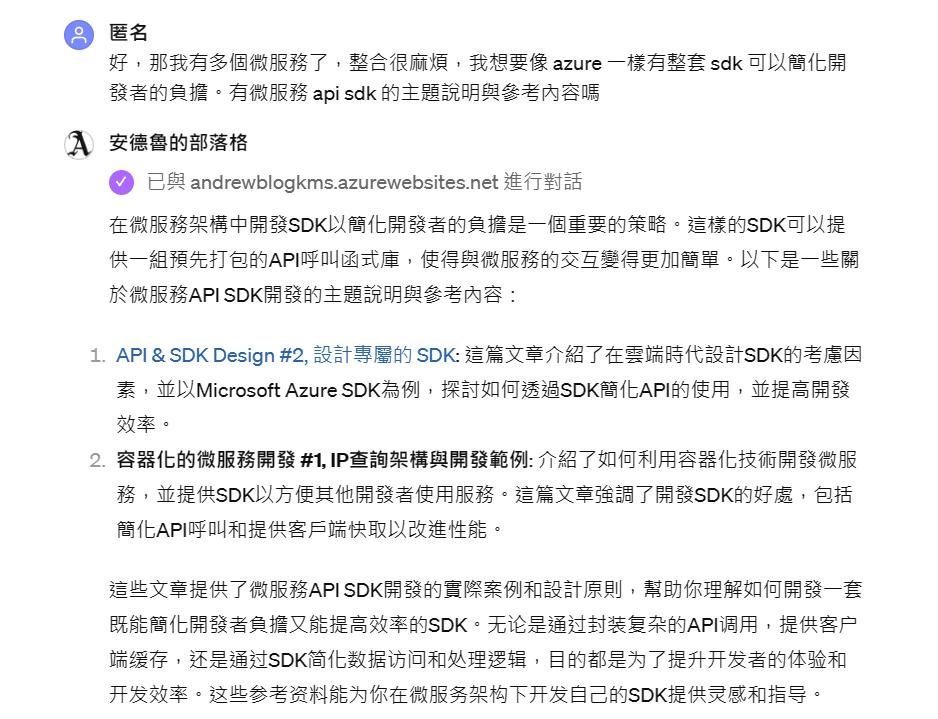 匿名
好，那我有多個微服務了，整合很麻煩，我想要像 azure 一樣有整套 sdk 可以簡化開
發者的負擔。有微服務 api sdk 的主題說明與參考內容嗎
安德魯的部落格
已與 andrewblogkms.azurewebsites.net 進行對話
在微服務架構中開發SDK以簡化開發者的負擔是一個重要的策略。這樣的SDK可以提
供一組預先打包的API呼叫函式庫，使得與微服務的交互變得更加簡單。以下是一些關
於微服務API SDK開發的主題說明與參考內容：
1. API & SDK Design #2, 設計專屬的 SDK: 這篇文章介紹了在雲端時代設計SDK的考慮因
素，並以Microsoft Azure SDK為例，探討如何透過SDK簡化API的使用，並提高開發
效率。
2. 容器化的微服務開發 #1, IP查詢架構與開發範例: 介紹了如何利用容器化技術開發微服
務，並提供SDK以方便其他開發者使用服務。這篇文章強調了開發SDK的好處，包括
簡化API呼叫和提供客戶端快取以改進性能。
這些文章提供了微服務API SDK開發的實際案例和設計原則，幫助你理解如何開發一套
既能簡化開發者負擔又能提高效率的SDK。无论是通过封装复杂的API调用，提供客户
端缓存，还是通过SDK简化数据访问和处理逻辑，目的都是为了提升开发者的体验和
开发效率。这些参考资料能为你在微服务架构下开发自己的SDK提供灵感和指导。